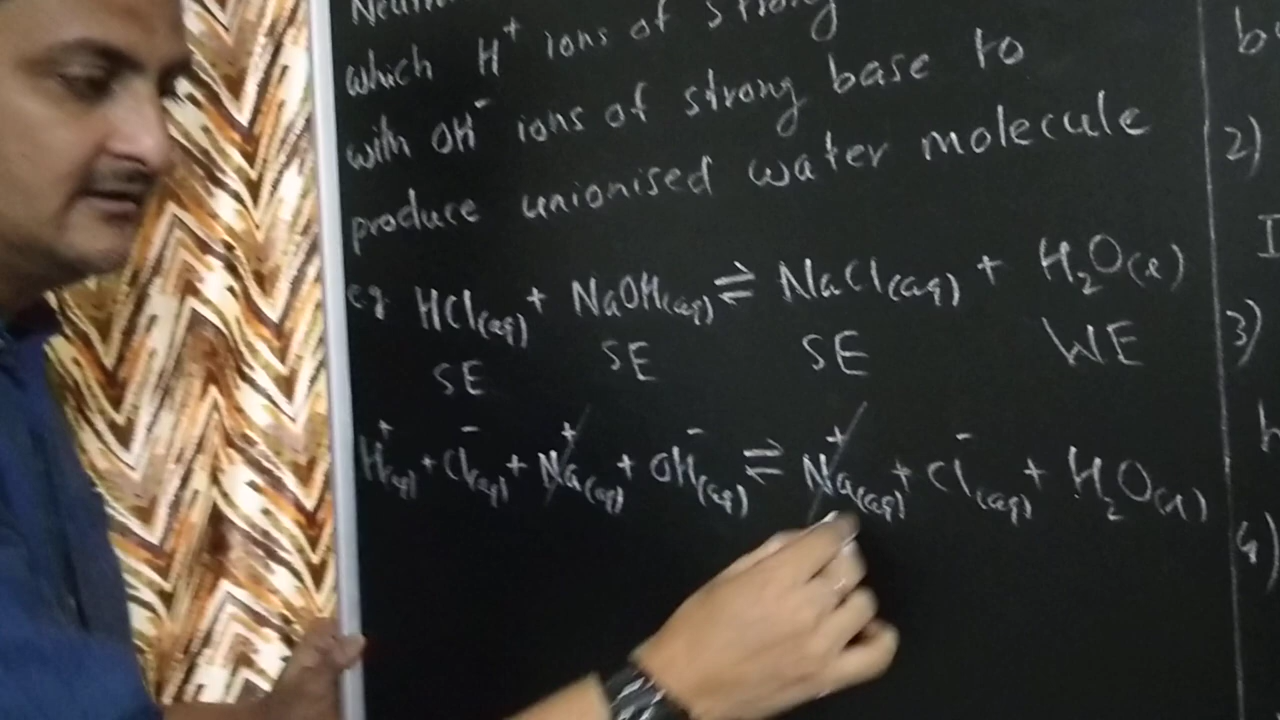 which H⁺ ions of strong
with OH⁻ ions of strong base to
produce unionised water molecule
eg HCl(aq) + NaOH(aq) ⇌ NaCl(aq) + H₂O(l)
SE SE SE WE
H⁺(aq) + Cl⁻(aq) + Na⁺(aq) + OH⁻(aq) ⇌ Na⁺(aq) + Cl⁻(aq) + H₂O(l)
2)
3)
4)